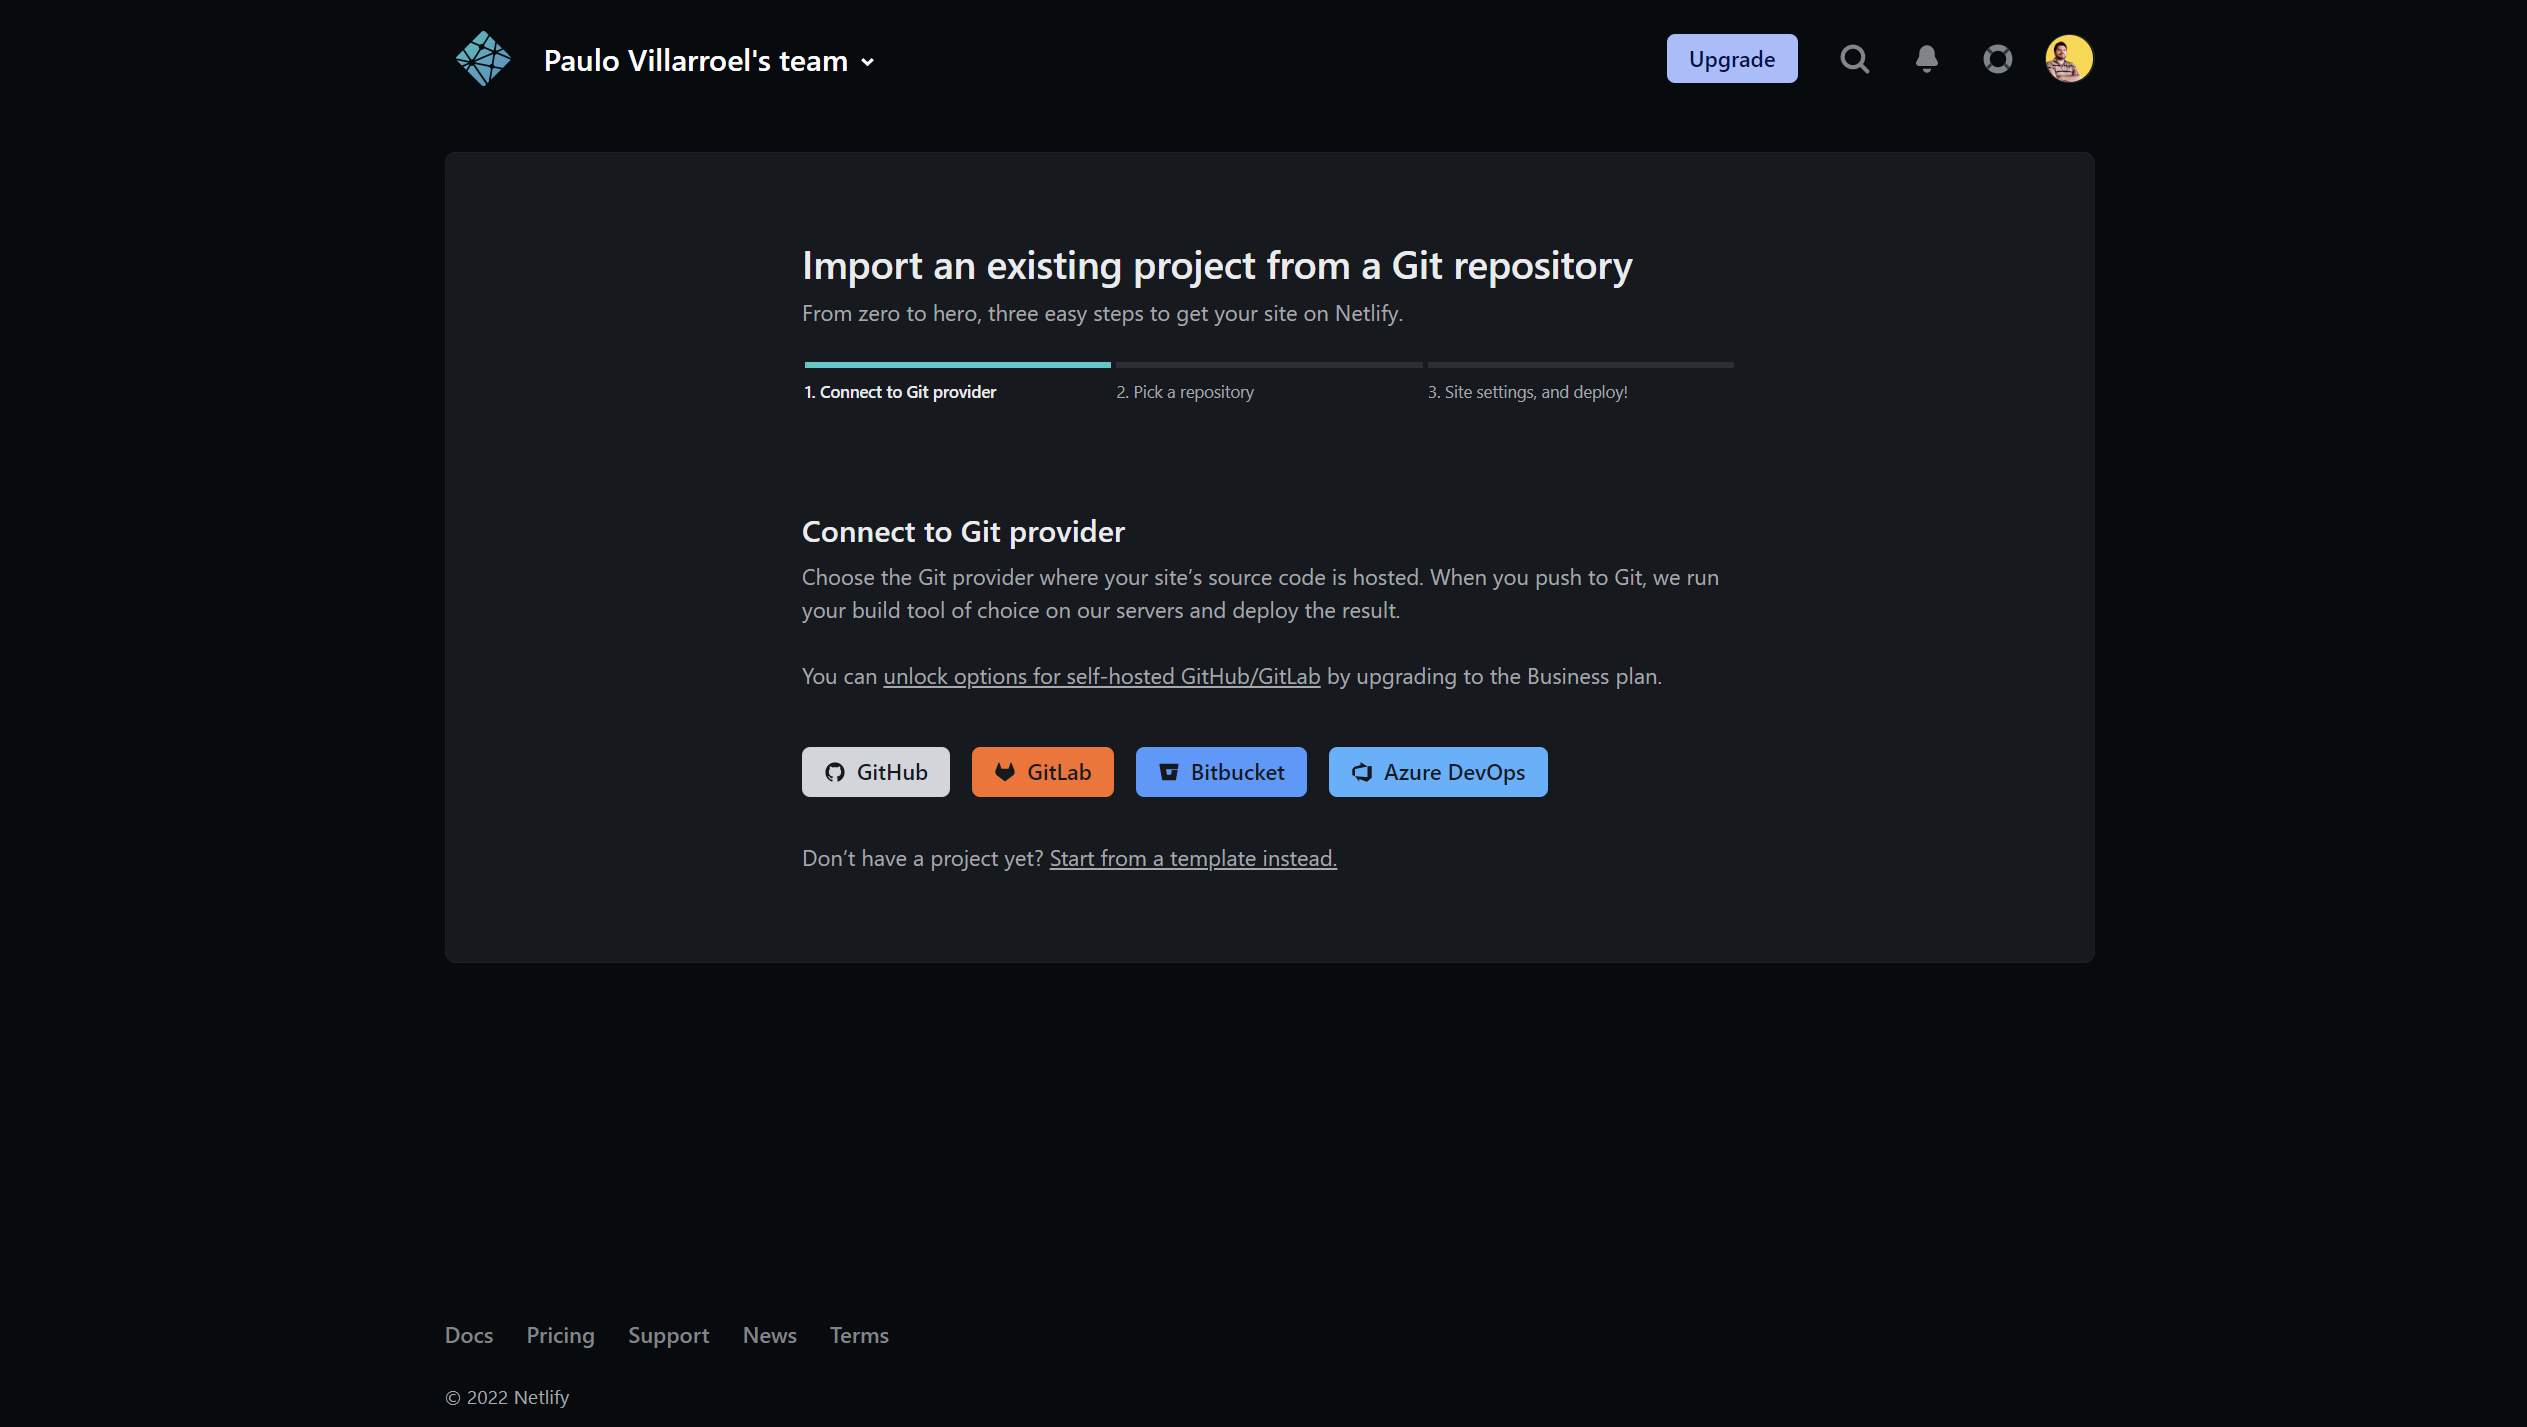 Paulo Villarroel's team
Upgrade
Import an existing project from a Git repository
From zero to hero, three easy steps to get your site on Netlify.
1. Connect to Git provider
2. Pick a repository
3. Site settings, and deploy!
Connect to Git provider
Choose the Git provider where your site’s source code is hosted. When you push to Git, we run
your build tool of choice on our servers and deploy the result.
You can unlock options for self-hosted GitHub/GitLab by upgrading to the Business plan.
GitHub
GitLab
Bitbucket
Azure DevOps
Don’t have a project yet? Start from a template instead.
Docs
Pricing
Support
News
Terms
© 2022 Netlify